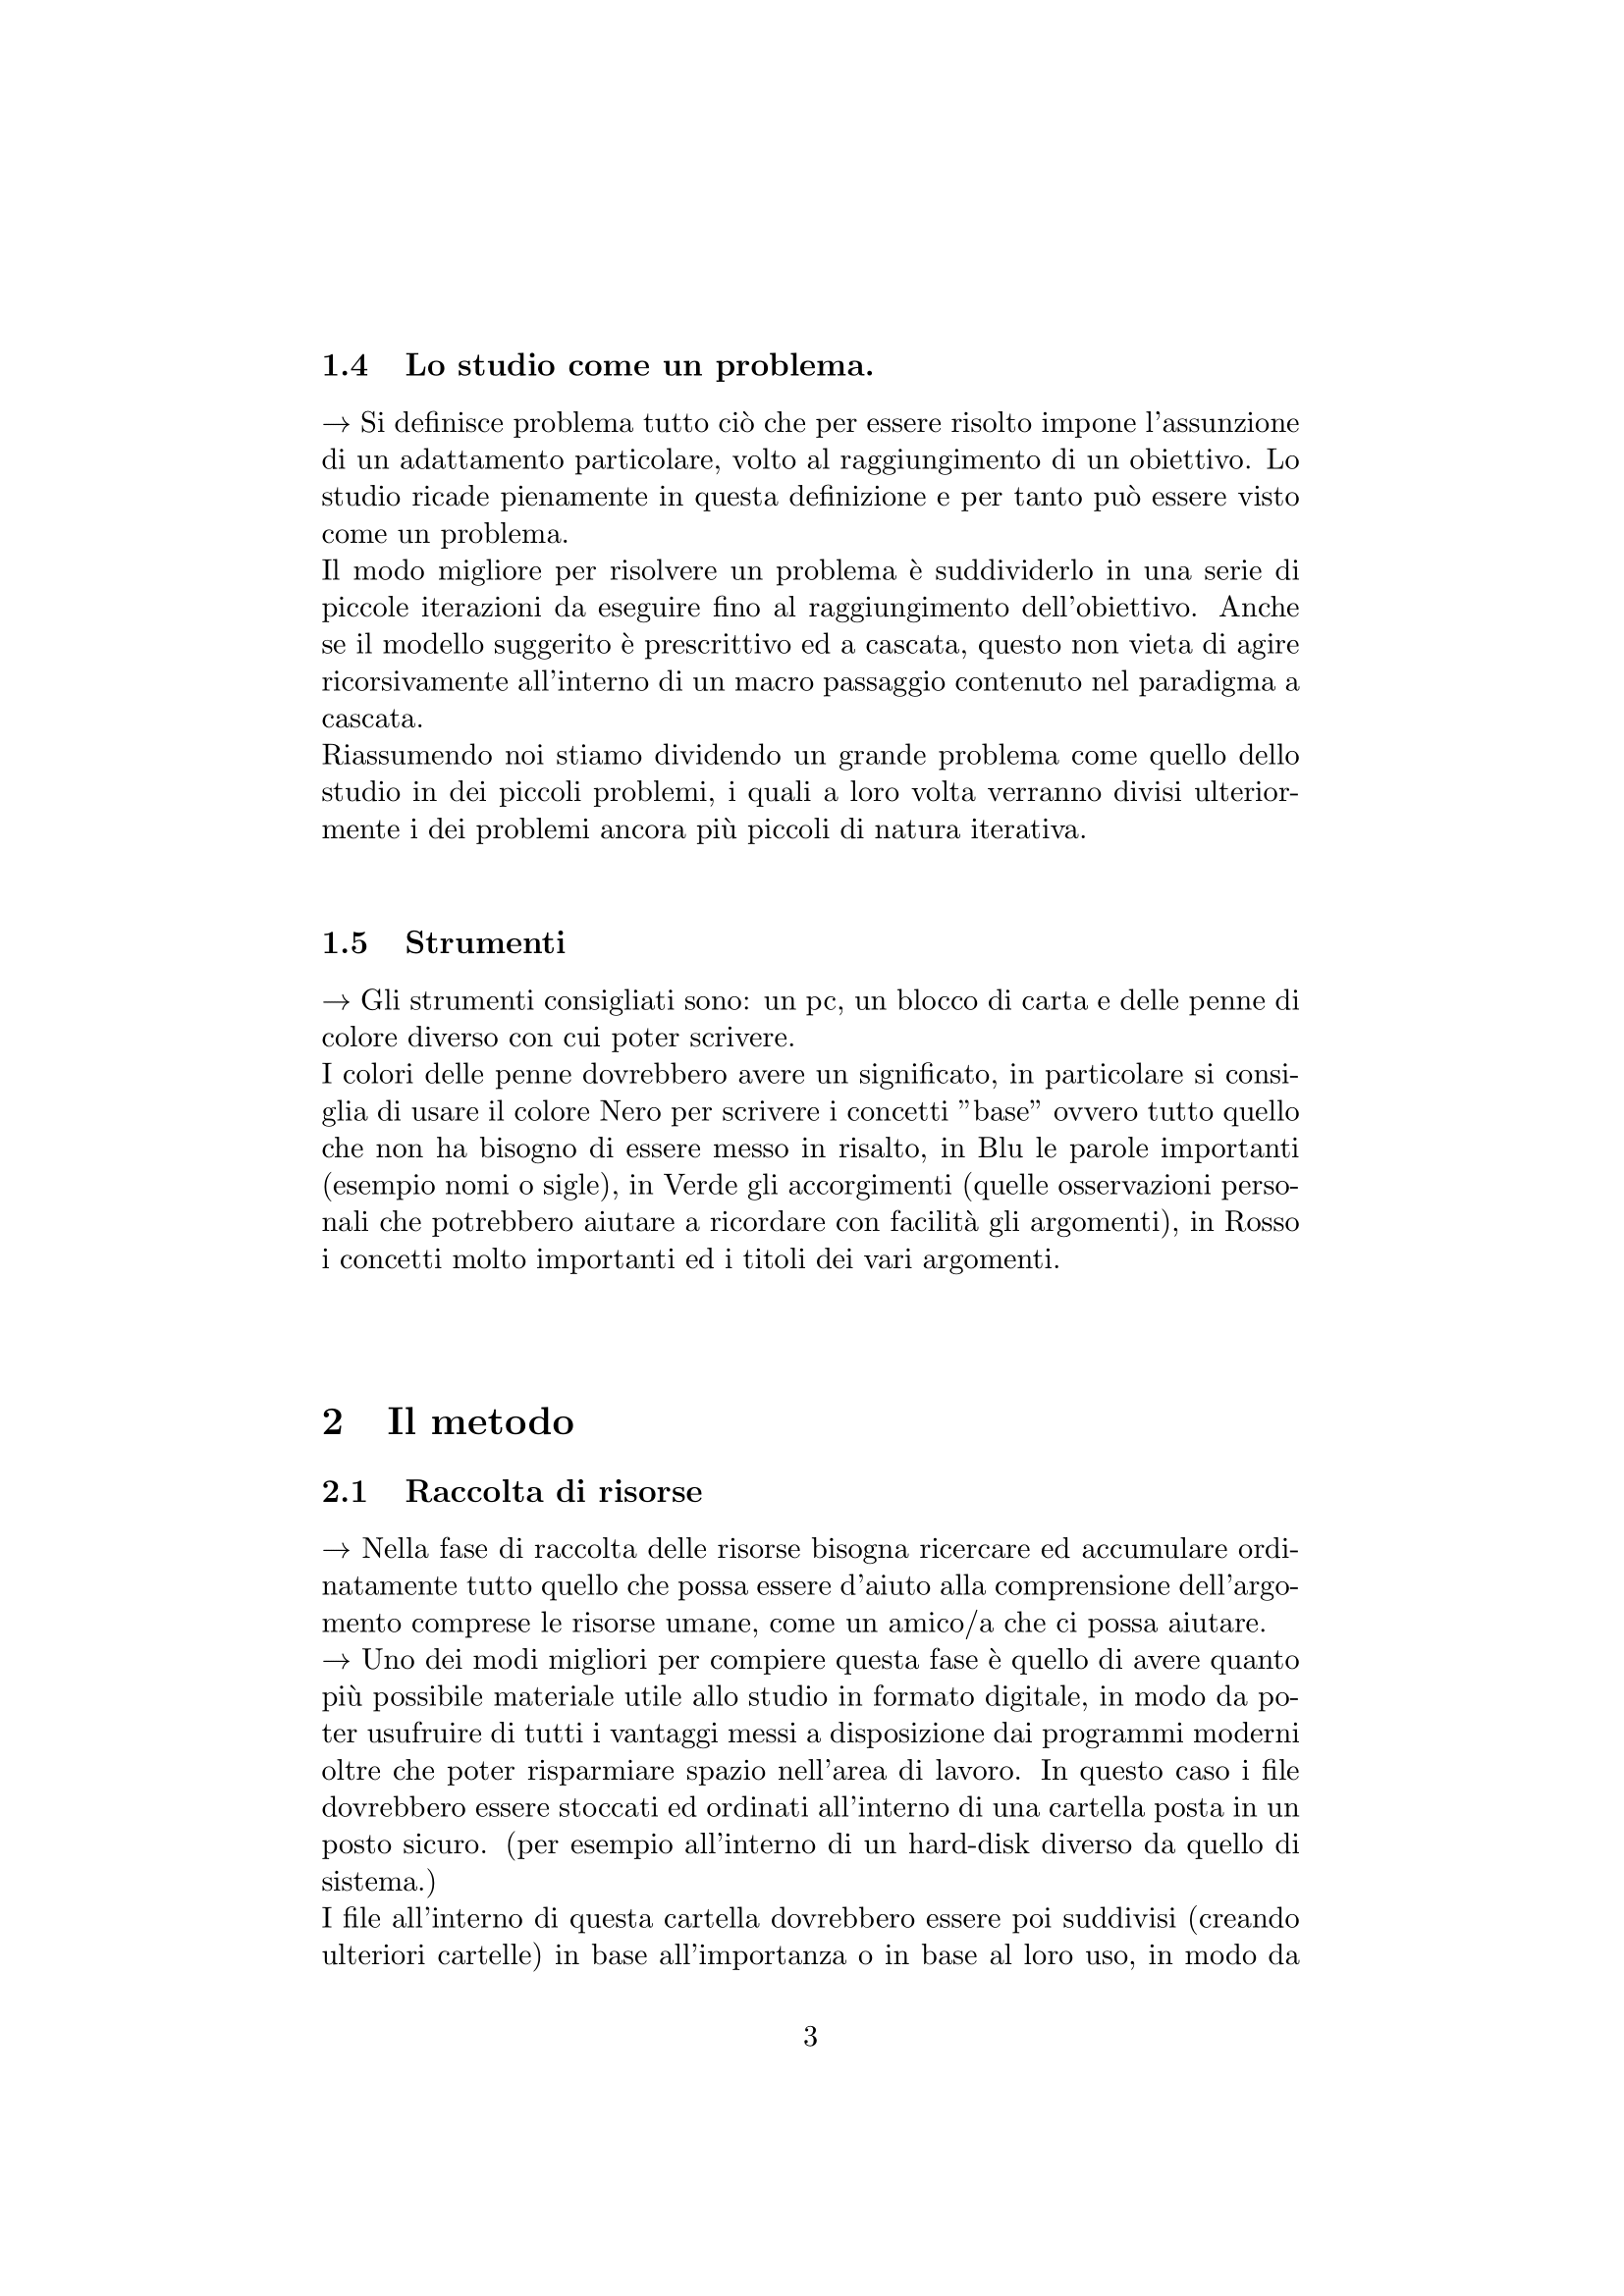 1.4 Lo studio come un problema.
→ Si definisce problema tutto ciò che per essere risolto impone l'assunzione
di un adattamento particolare, volto al raggiungimento di un obiettivo. Lo
studio ricade pienamente in questa definizione e per tanto può essere visto
come un problema.
Il modo migliore per risolvere un problema è suddividerlo in una serie di
piccole iterazioni da eseguire fino al raggiungimento dell'obiettivo. Anche
se il modello suggerito è prescrittivo ed a cascata, questo non vieta di agire
ricorsivamente all'interno di un macro passaggio contenuto nel paradigma a
cascata.
Riassumendo noi stiamo dividendo un grande problema come quello dello
studio in dei piccoli problemi, i quali a loro volta verranno divisi ulterior-
mente i dei problemi ancora più piccoli di natura iterativa.
1.5 Strumenti
→ Gli strumenti consigliati sono: un pc, un blocco di carta e delle penne di
colore diverso con cui poter scrivere.
I colori delle penne dovrebbero avere un significato, in particolare si consi-
glia di usare il colore Nero per scrivere i concetti "base" ovvero tutto quello
che non ha bisogno di essere messo in risalto, in Blu le parole importanti
(esempio nomi o sigle), in Verde gli accorgimenti (quelle osservazioni perso-
nali che potrebbero aiutare a ricordare con facilità gli argomenti), in Rosso
i concetti molto importanti ed i titoli dei vari argomenti.
2 Il metodo
2.1 Raccolta di risorse
→ Nella fase di raccolta delle risorse bisogna ricercare ed accumulare ordi-
natamente tutto quello che possa essere d'aiuto alla comprensione dell'argo-
mento comprese le risorse umane, come un amico/a che ci possa aiutare.
→ Uno dei modi migliori per compiere questa fase è quello di avere quanto
più possibile materiale utile allo studio in formato digitale, in modo da po-
ter usufruire di tutti i vantaggi messi a disposizione dai programmi moderni
oltre che poter risparmiare spazio nell'area di lavoro. In questo caso i file
dovrebbero essere stoccati ed ordinati all'interno di una cartella posta in un
posto sicuro. (per esempio all'interno di un hard-disk diverso da quello di
sistema.)
I file all'interno di questa cartella dovrebbero essere poi suddivisi (creando
ulteriori cartelle) in base all'importanza o in base al loro uso, in modo da
3